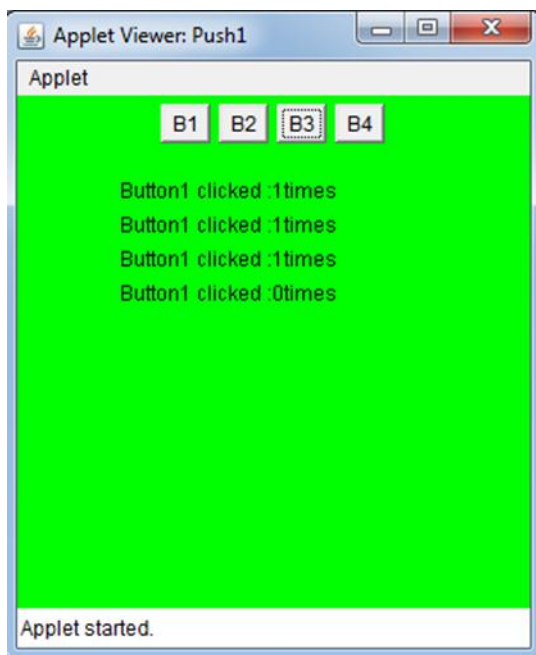 Applet Viewer: Push1
Applet
B1 B2 B3 B4
Button1 clicked :1times
Button1 clicked :1times
Button1 clicked :1times
Button1 clicked :0times
Applet started.